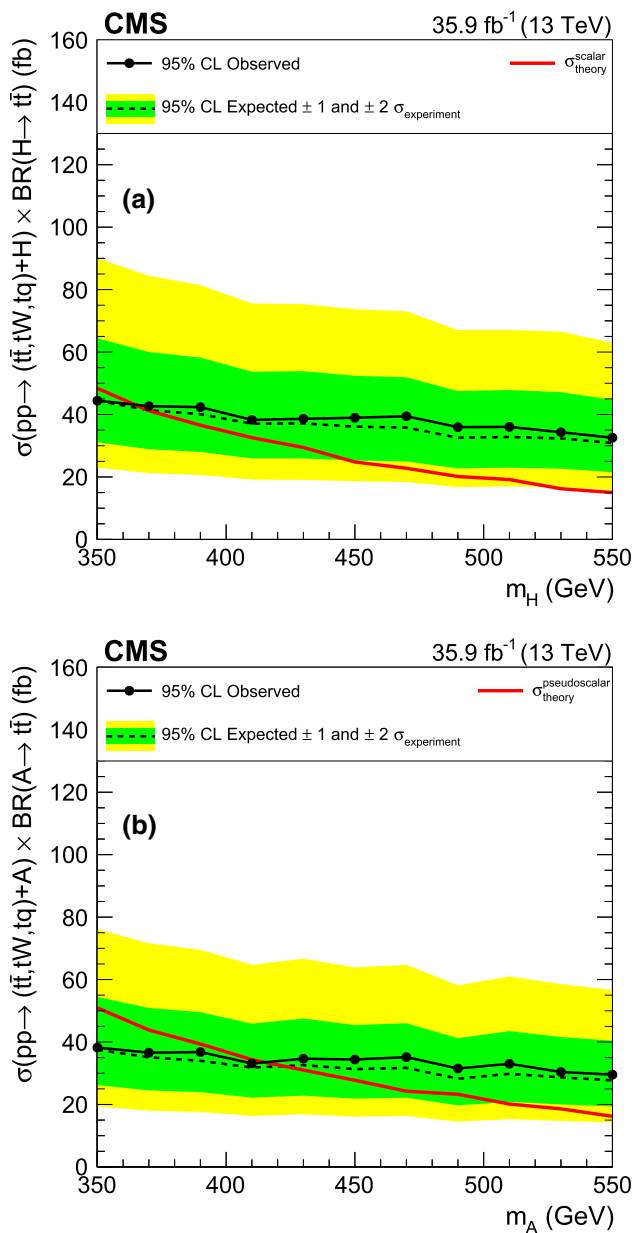 CMS 35.9 fb⁻¹ (13 TeV)
σ(pp→ (tt̄,tW,tq)+H) × BR(H→ tt̄) (fb)
160
95% CL Observed σ^scalar_theory
140
95% CL Expected ± 1 and ± 2 σ_experiment
120
(a)
100
80
60
40
20
0
350 400 450 500 550
m_H (GeV)
CMS 35.9 fb⁻¹ (13 TeV)
σ(pp→ (tt̄,tW,tq)+A) × BR(A→ tt̄) (fb)
160
95% CL Observed σ^pseudoscalar_theory
140
95% CL Expected ± 1 and ± 2 σ_experiment
120
(b)
100
80
60
40
20
0
350 400 450 500 550
m_A (GeV)